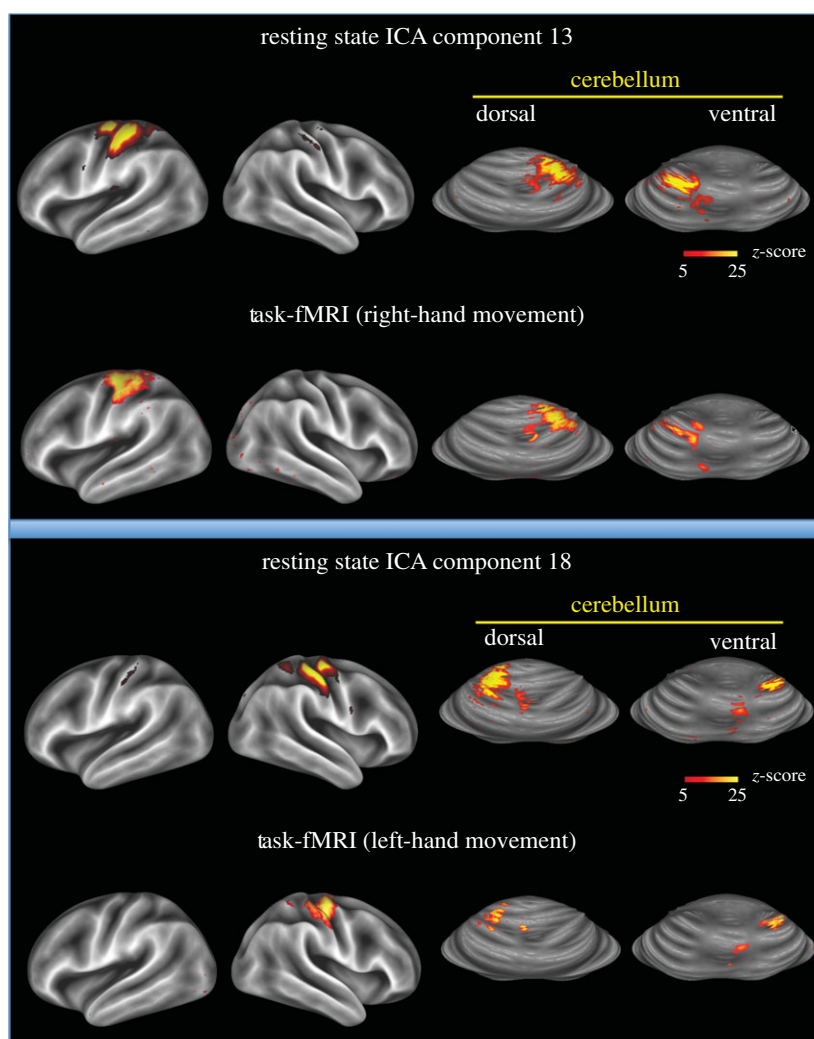 resting state ICA component 13
cerebellum
dorsal ventral
z-score
5 25
task-fMRI (right-hand movement)
resting state ICA component 18
cerebellum
dorsal ventral
z-score
5 25
task-fMRI (left-hand movement)